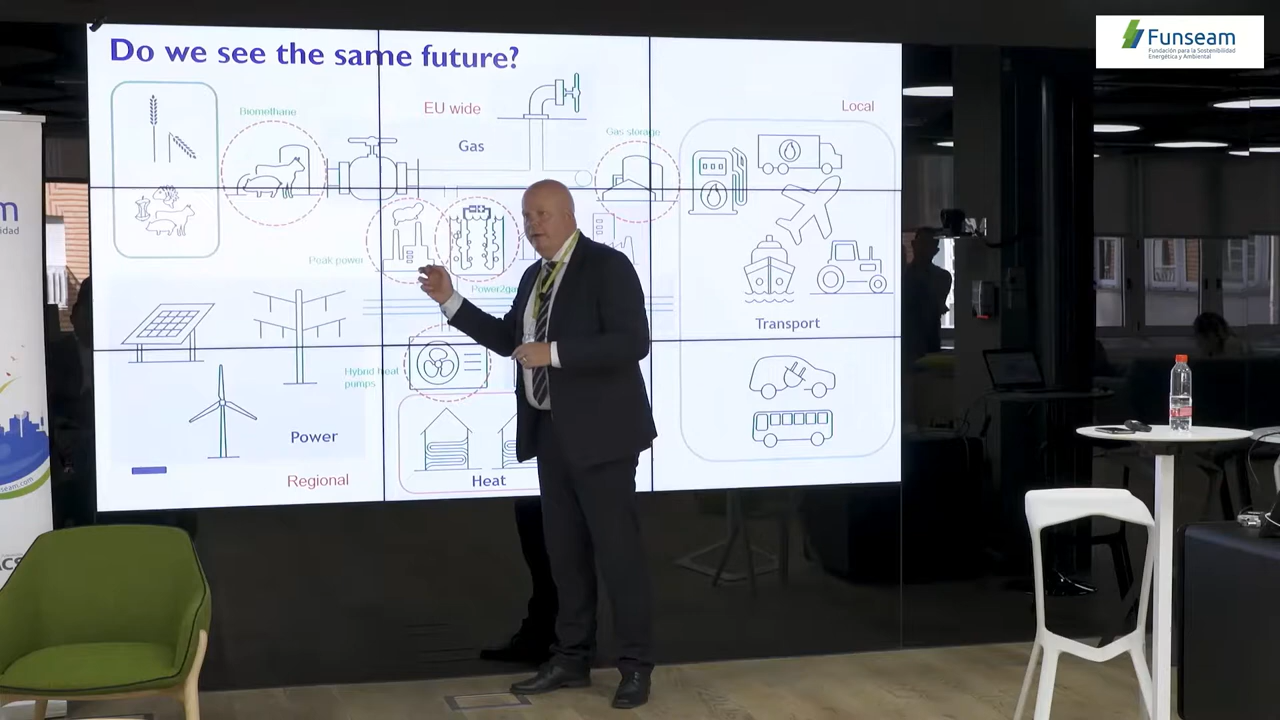 Do we see the same future?
Biomethane
EU wide
Gas
Gas storage
Local
Peak power
Transport
Hybrid heat
pumps
Power
Regional
Heat
Funseam
Fundación para la Sostenibilidad
Energética y Ambiental